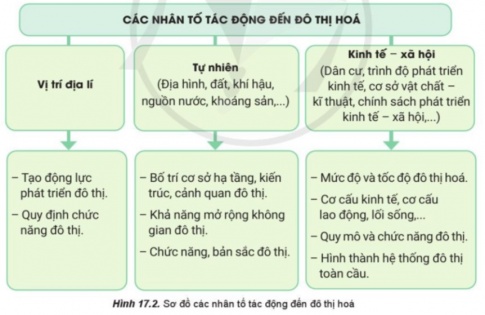 CÁC NHÂN TỐ TÁC ĐỘNG ĐẾN ĐÔ THỊ HOÁ
Vị trí địa lí
Tự nhiên
(Địa hình, đất, khí hậu,
nguồn nước, khoáng sản,...)
Kinh tế – xã hội
(Dân cư, trình độ phát triển
kinh tế, cơ sở vật chất –
kĩ thuật, chính sách phát triển
kinh tế – xã hội,...)
– Tạo động lực
phát triển đô thị.
– Quy định chức
năng đô thị.
– Bố trí cơ sở hạ tầng, kiến
trúc, cảnh quan đô thị.
– Khả năng mở rộng không
gian đô thị.
– Chức năng, bản sắc đô thị.
– Mức độ và tốc độ đô thị hoá.
– Cơ cấu kinh tế, cơ cấu
lao động, lối sống,...
– Quy mô và chức năng đô thị.
– Hình thành hệ thống đô thị
toàn cầu.
Hình 17.2. Sơ đồ các nhân tố tác động đến đô thị hoá